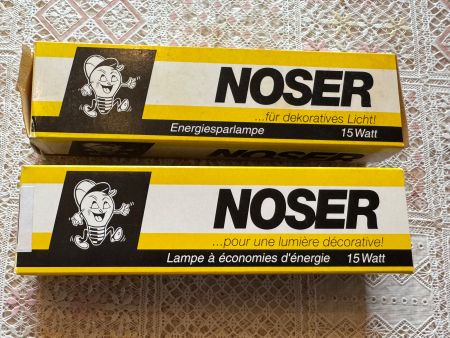 NOSER
...für dekoratives Licht!
Energiesparlampe 15 Watt
NOSER
NOSER
...pour une lumière décorative!
Lampe à économies d'énergie 15 Watt